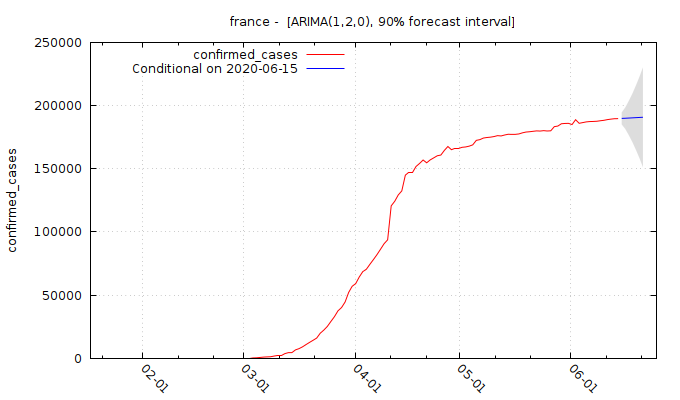 france -  [ARIMA(1,2,0), 90% forecast interval]
250000
200000
150000
100000
50000
0
confirmed_cases
confirmed_cases
Conditional on 2020-06-15
02-01
03-01
04-01
05-01
06-01